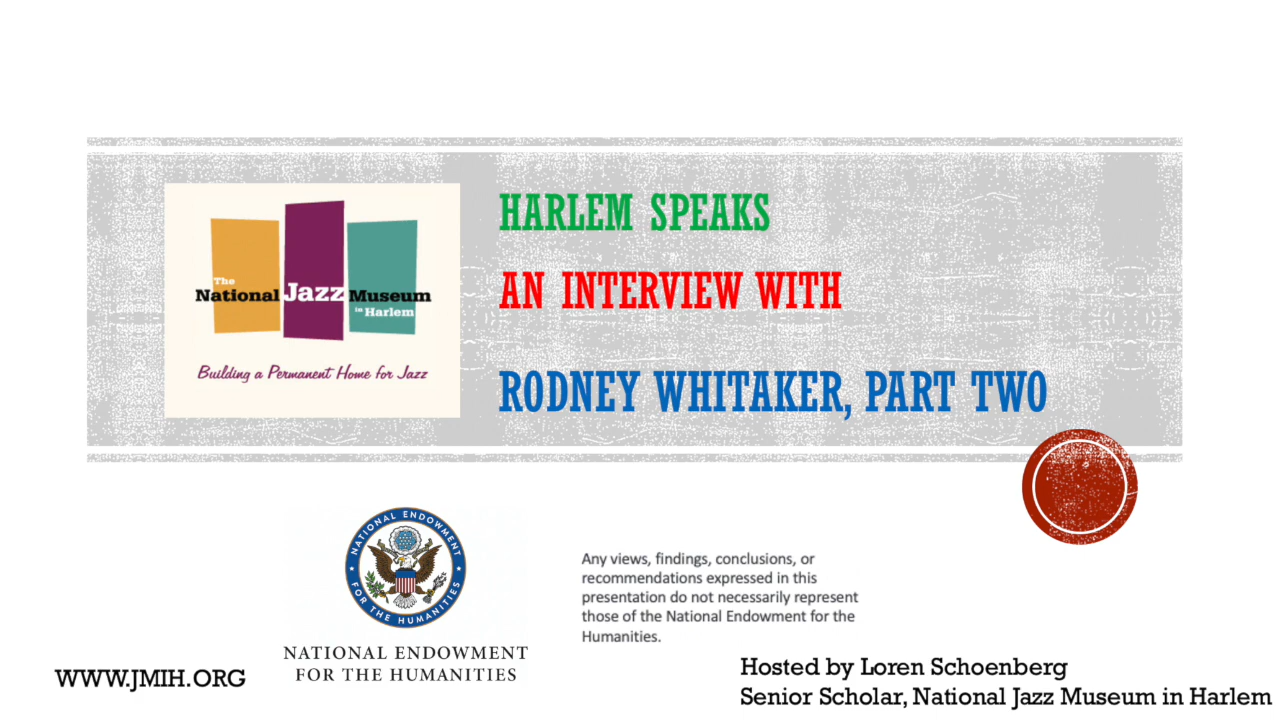 HARLEM SPEAKS
AN INTERVIEW WITH
RODNEY WHITAKER, PART TWO
The
National Jazz Museum
in Harlem
Building a Permanent Home for Jazz
NATIONAL ENDOWMENT
FOR THE HUMANITIES
NATIONAL ENDOWMENT
FOR THE HUMANITIES
Any views, findings, conclusions, or
recommendations expressed in this
presentation do not necessarily represent
those of the National Endowment for the
Humanities.
WWW.JMIH.ORG
Hosted by Loren Schoenberg
Senior Scholar, National Jazz Museum in Harlem